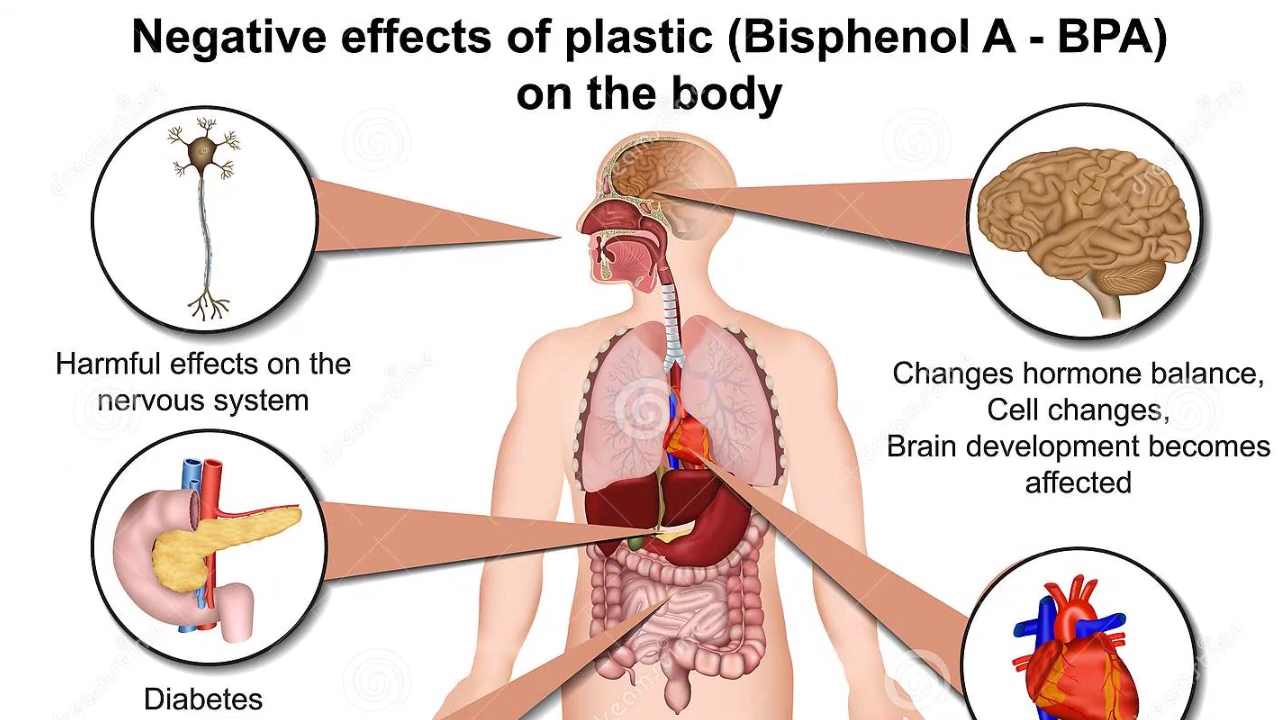 Negative effects of plastic (Bisphenol A - BPA)
on the body
Harmful effects on the
nervous system
Changes hormone balance,
Cell changes,
Brain development becomes
affected
Diabetes
dreamstime